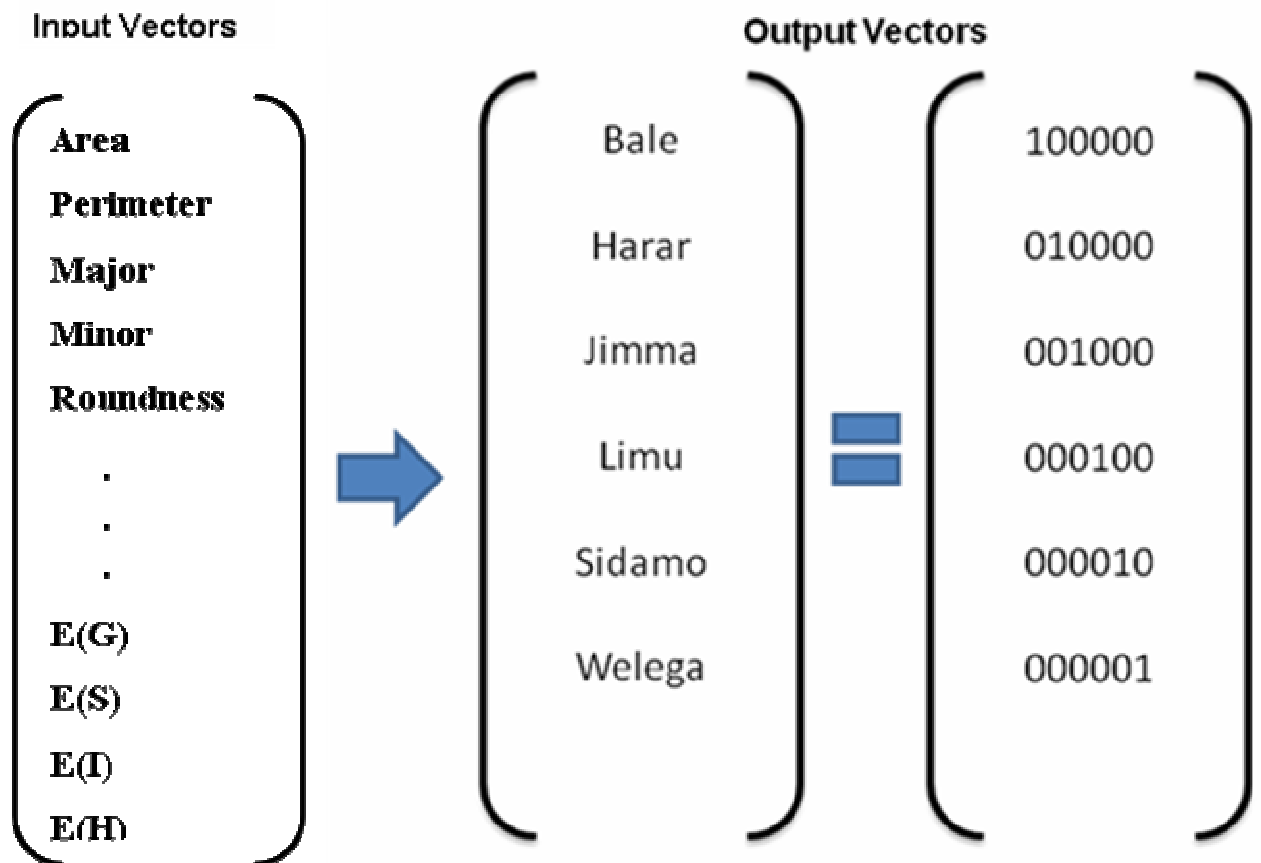 Input Vectors
Area
Perimeter
Major
Minor
Roundness
.
.
.
E(G)
E(S)
E(I)
E(H)
Output Vectors
Bale
Harar
Jimma
Limu
Sidamo
Welega
100000
010000
001000
000100
000010
000001